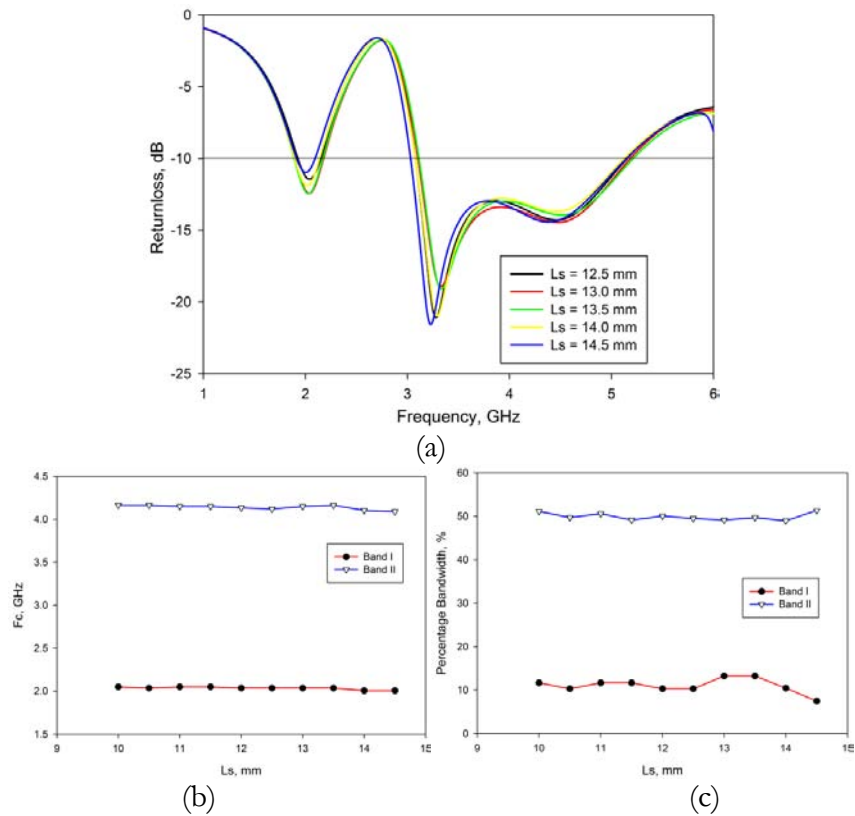 0
-5
-10
-15
-20
-25
Returnloss, dB
Ls = 12.5 mm
Ls = 13.0 mm
Ls = 13.5 mm
Ls = 14.0 mm
Ls = 14.5 mm
1 2 3 4 5 6
Frequency, GHz
(a)
4.5
4.0
3.5
3.0
2.5
2.0
1.5
Fc, GHz
Band I
Band II
9 10 11 12 13 14 15
Ls, mm
(b)
60
50
40
30
20
10
0
Percentage Bandwidth, %
Band I
Band II
9 10 11 12 13 14 15
Ls, mm
(c)